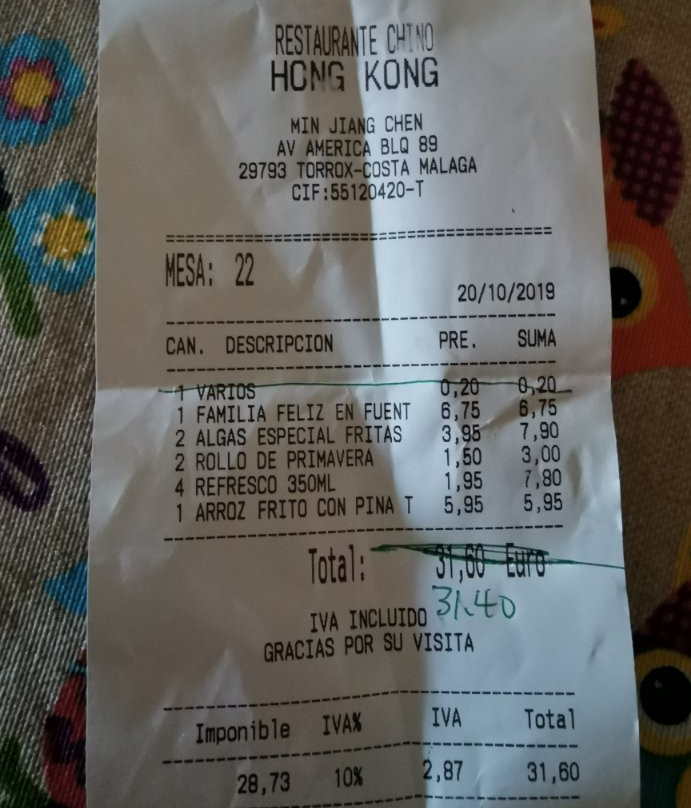 RESTAURANTE CHINO
HONG KONG
MIN JIANG CHEN
AV AMERICA BLQ 89
29793 TORROX-COSTA MALAGA
CIF:55120420-T
MESA: 22
20/10/2019
CAN. DESCRIPCION PRE. SUMA
1 VARIOS 0,20 0,20
1 FAMILIA FELIZ EN FUENT 6,75 6,75
2 ALGAS ESPECIAL FRITAS 3,95 7,90
2 ROLLO DE PRIMAVERA 1,50 3,00
4 REFRESCO 350ML 1,95 7,80
1 ARROZ FRITO CON PINA T 5,95 5,95
Total: 31,60 Euro
31.40
IVA INCLUIDO
GRACIAS POR SU VISITA
Imponible IVA% IVA Total
28,73 10% 2,87 31,60